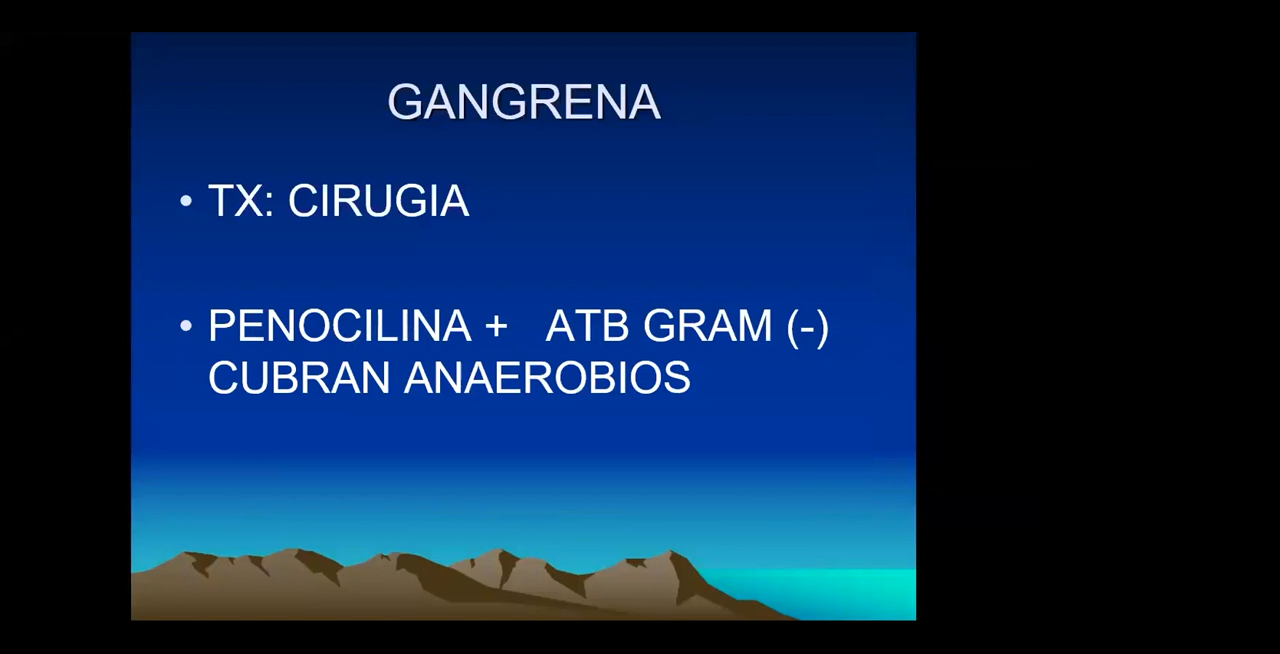 GANGRENA
• TX: CIRUGIA
• PENOCILINA + ATB GRAM (-)
CUBRAN ANAEROBIOS